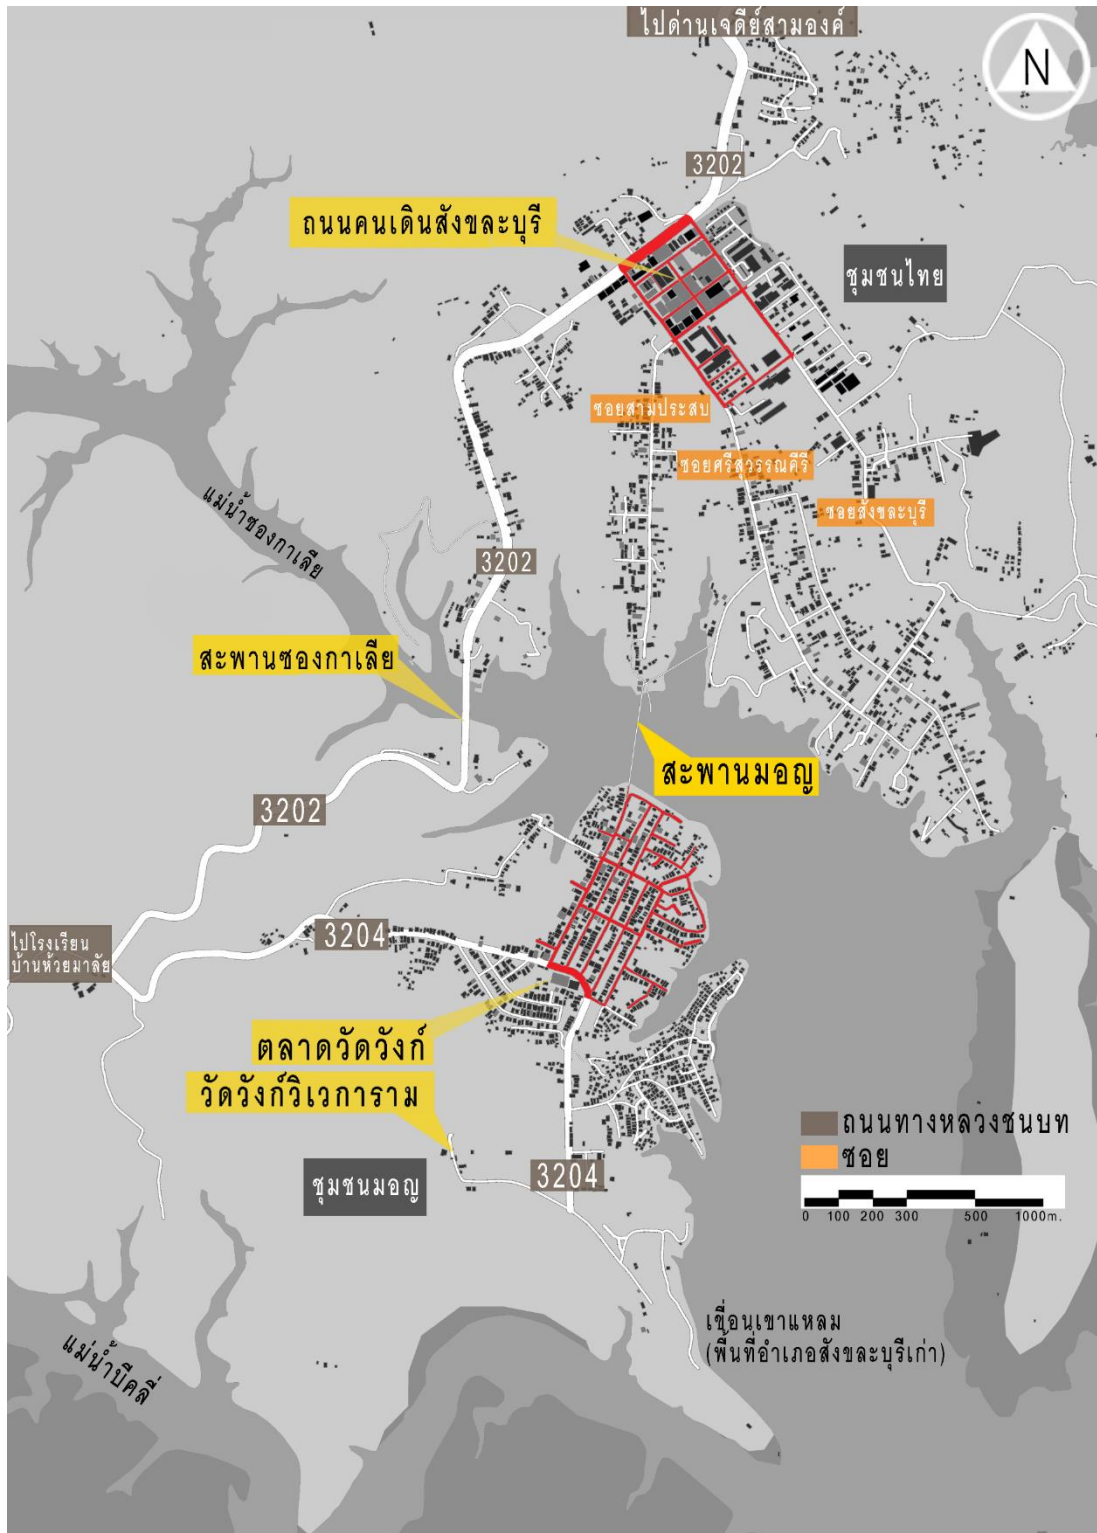 ไปด่านเจดีย์สามองค์
N
3202
ถนนคนเดินสังขละบุรี
ชุมชนไทย
ซอยสามประสบ
ซอยศรีสุวรรณคีรี
ซอยสังขละบุรี
แม่น้ำซองกาเลีย
3202
สะพานซองกาเลีย
สะพานมอญ
3202
3204
ไปโรงเรียน
บ้านห้วยมาลัย
ตลาดวัดวังก์
วัดวังก์วิเวการาม
ชุมชนมอญ
3204
ถนนทางหลวงชนบท
ซอย
0 100 200 300 500 1000m.
เขื่อนเขาแหลม
(พื้นที่อำเภอสังขละบุรีเก่า)
แม่น้ำบีคลี่